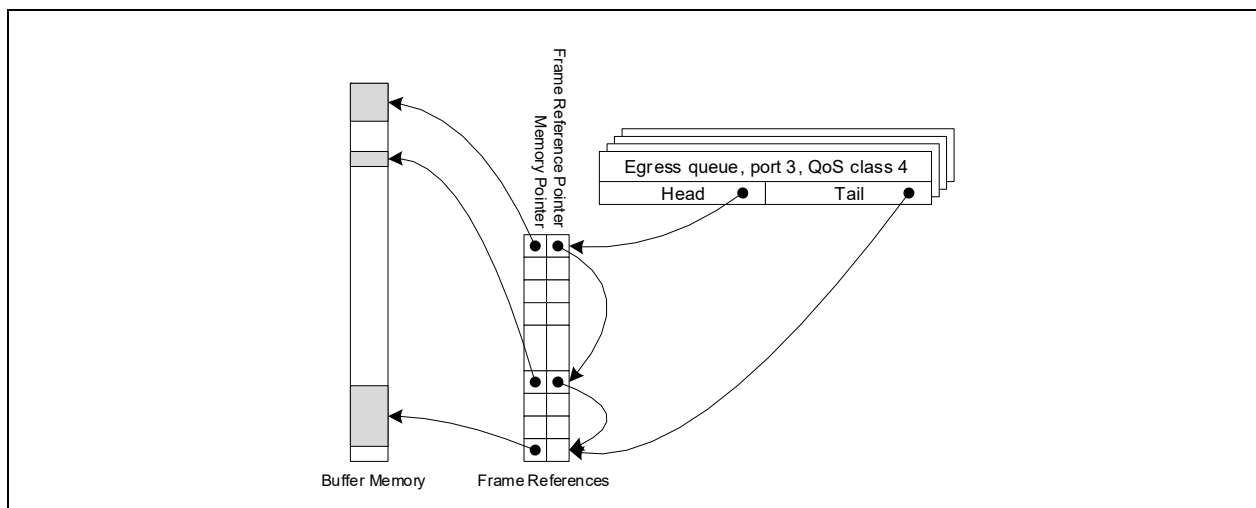 Frame Reference Pointer
Memory Pointer
Egress queue, port 3, QoS class 4
Head
Tail
Buffer Memory
Frame References